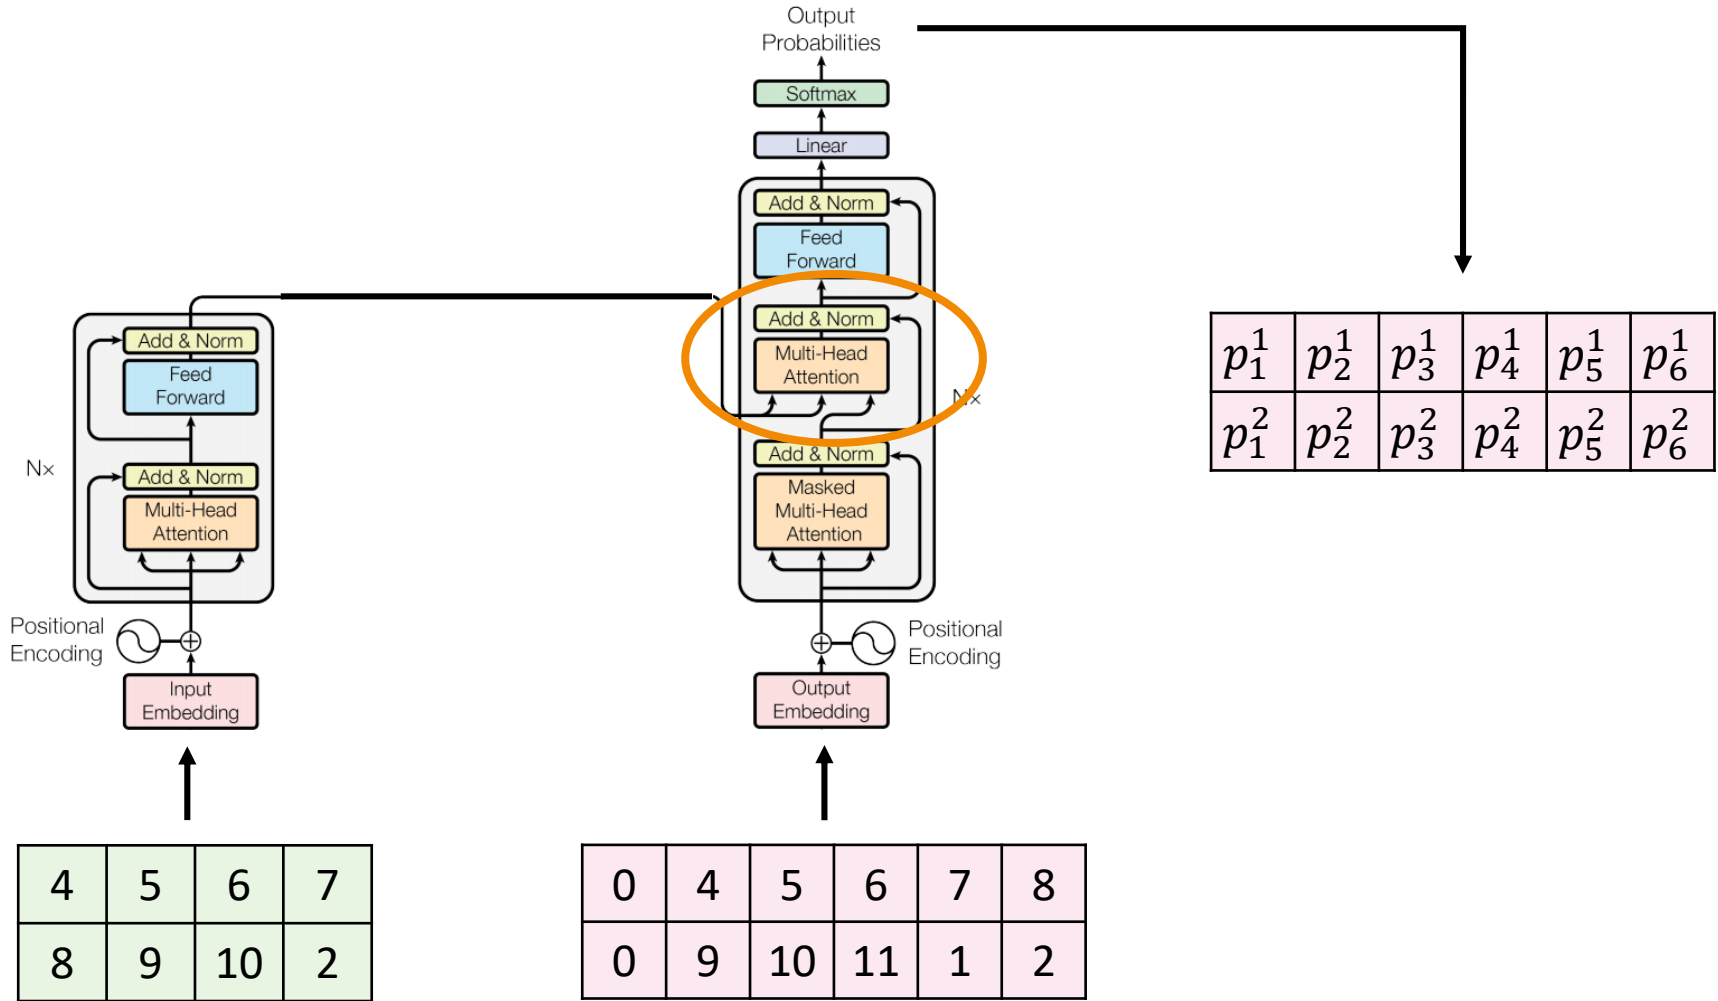 Output
Probabilities
Softmax
Linear
Add & Norm
Feed
Forward
Add & Norm
Multi-Head
Attention
N×
Add & Norm
Masked
Multi-Head
Attention
Positional
Encoding
Output
Embedding
Add & Norm
Feed
Forward
N×
Add & Norm
Multi-Head
Attention
Positional
Encoding
Input
Embedding
4 5 6 7
8 9 10 2
0 4 5 6 7 8
0 9 10 11 1 2
$p_1^1$ $p_2^1$ $p_3^1$ $p_4^1$ $p_5^1$ $p_6^1$
$p_1^2$ $p_2^2$ $p_3^2$ $p_4^2$ $p_5^2$ $p_6^2$